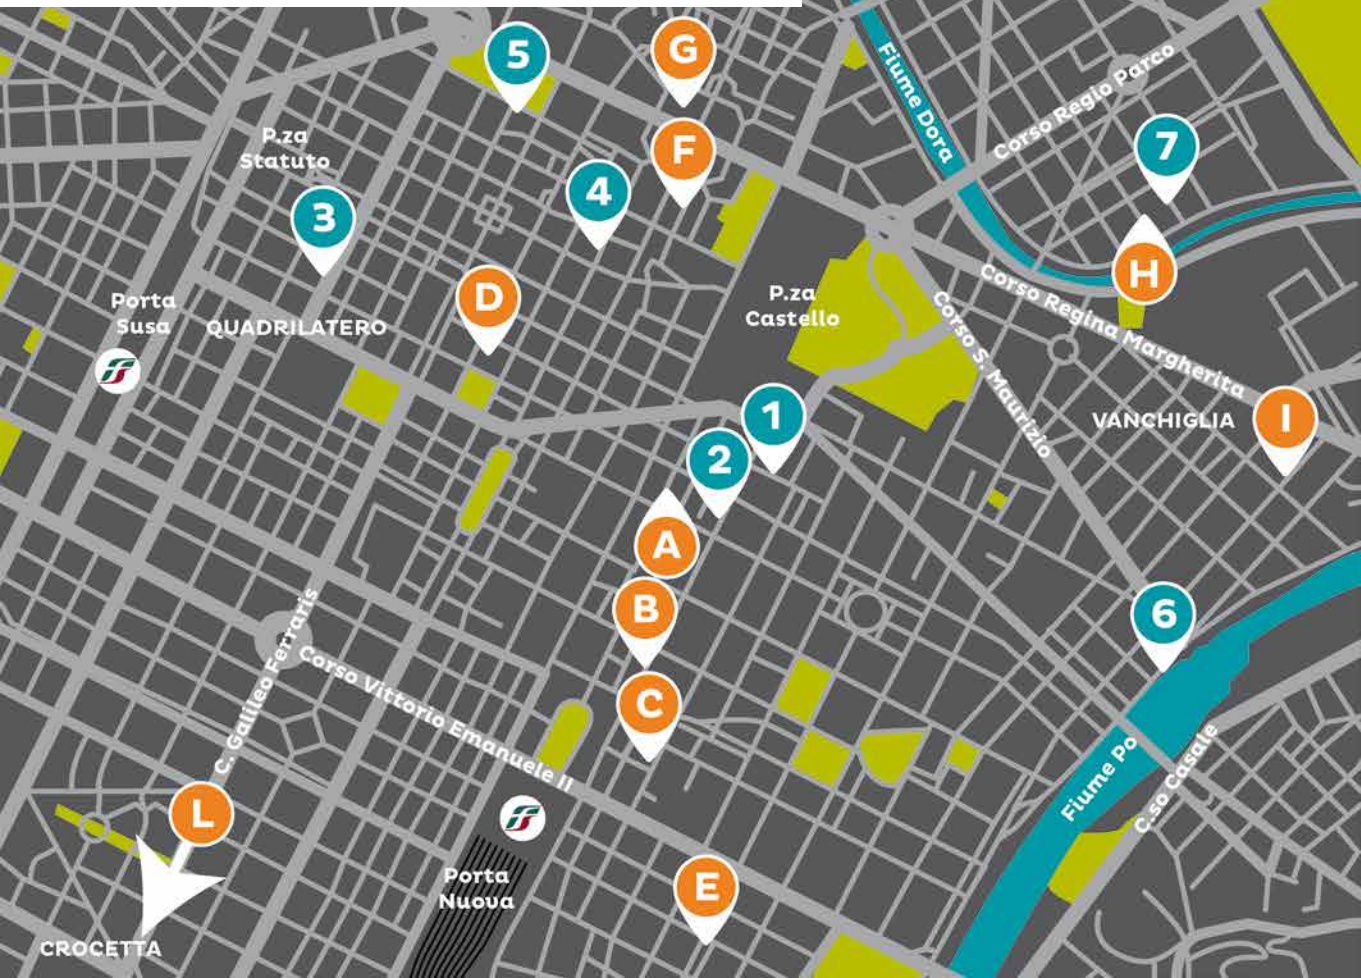 5
G
Fiume Dora
Corso Regio Parco
P.za
Statuto
F
7
4
3
H
D
P.za
Castello
Porta
Susa
QUADRILATERO
Corso Regina Margherita
Corso S. Maurizio
1
VANCHIGLIA
I
2
A
B
6
C. Galileo Ferraris
Corso Vittorio Emanuele II
C
Fiume Po
C.so Casale
L
Porta
Nuova
E
CROCETTA